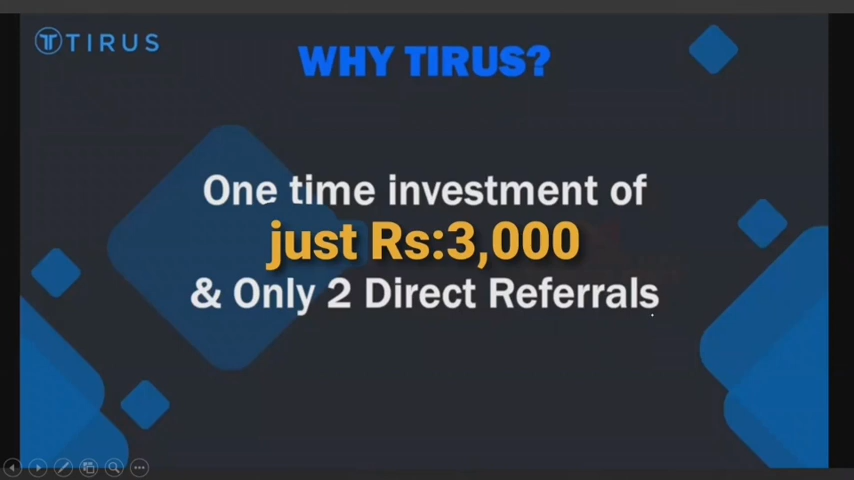 TIRUS
WHY TIRUS?
One time investment of
just Rs:3,000
& Only 2 Direct Referrals